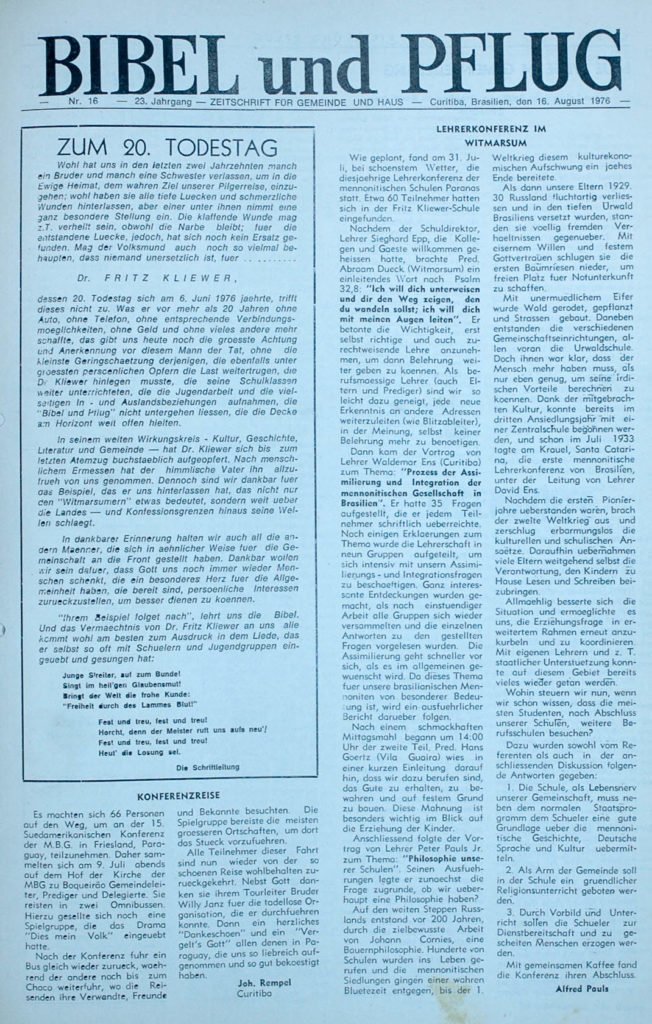 BIBEL und PFLUG
Nr. 16 — 23. Jahrgang — ZEITSCHRIFT FÜR GEMEINDE UND HAUS — Curitiba, Brasilien, den 16. August 1976
ZUM 20. TODESTAG
Wohl hat uns in den letzten zwei Jahrzehnten manch
ein Bruder und manch eine Schwester verlassen, um in die
Ewige Heimat, dem wahren Ziel unserer Pilgerreise, einzu-
gehen; wohl haben sie alle tiefe Luecken und schmerzliche
Wunden hinterlassen, aber einer unter ihnen nimmt eine
ganz besondere Stellung ein. Die klaffende Wunde mag
z.T. verheilt sein, obwohl die Narbe bleibt; fuer die
entstandene Luecke, jedoch, hat sich noch kein Ersatz ge-
funden. Mag der Volksmund auch noch so viel mal be-
haupten, dass niemand unersetzlich ist, fuer ..........
Dr. FRITZ KLIEWER,
dessen 20. Todestag sich am 6. Juni 1976 jaehrte, trifft
dieses nicht zu. Was er vor mehr als 20 Jahren ohne
Auto, ohne Telefon, ohne entsprechende Verbindungs-
moeglichkeiten, ohne Geld und ohne vieles andere mehr
schaffte, das gibt uns heute noch die groesste Achtung
und Anerkennung vor diesem Mann der Tat, ohne die
kleinste Geringschaetzung derjenigen, die ebenfalls unter
groessten persoenlichen Opfern die Last weitertrugen, die
Dr Kliewer hinlegen musste, die seine Schulklassen
weiter unterrichteten, die die Jugendarbeit und die viel-
seitigen In - und Auslandsbeziehungen aufnahmen, die
"Bibel und Pflug" nicht untergehen liessen, die die Decke
am Horizont weit offen hielten.
In seinem weiten Wirkungskreis - Kultur, Geschichte,
Literatur und Gemeinde — hat Dr. Kliewer sich bis zum
letzten Atemzug buchstaeblich aufgeopfert. Nach mensch-
lichem Ermessen hat der himmlische Vater ihn allzu-
frueh von uns genommen. Dennoch sind wir dankbar fuer
das Beispiel, das er uns hinterlassen hat, das nicht nur
den "Witmarsumern" etwas bedeutet, sondern weit ueber
die Landes — und Konfessionsgrenzen hinaus seine Wel-
len schlaegt.
In dankbarer Erinnerung halten wir auch all die an-
dern Maenner, die sich in aehnlicher Weise fuer die Ge-
meinschaft an die Front gestellt haben. Dankbar wollen
wir sein dafuer, dass Gott uns noch immer wieder Men-
schen schenkt, die ein besonderes Herz fuer die Allge-
meinheit haben, die bereit sind, persoenliche Interessen
zurueckzustellen, um besser dienen zu koennen.
"Ihrem Beispiel folget nach", lehrt uns die Bibel.
Und das Vermaechtnis von Dr. Fritz Kliewer an uns alle
kommt wohl am besten zum Ausdruck in dem Liede, das
er selbst so oft mit Schuelern und Jugendgruppen ein-
geuebt und gesungen hat:
Junge Streiter, auf zum Bunde!
Singt im heil'gen Glaubensmut!
Bringt der Welt die frohe Kunde:
"Freiheit durch des Lammes Blut!"
Fest und treu, fest und treu!
Horcht, denn der Meister ruft uns aufs neu'!
Fest und treu, fest und treu!
Heut' die Losung sei.
Die Schriftleitung
KONFERENZREISE
Es machten sich 66 Personen
auf den Weg, um an der 15.
Suedamerikanischen Konferenz
der M.B.G. in Friesland, Para-
guay, teilzunehmen. Daher sam-
melten sich am 9. Juli abends
auf dem Hof der Kirche der
MBG zu Boqueirão Gemeindelei-
ter, Prediger und Delegierte. Sie
reisten in zwei Omnibussen.
Hierzu gesellte sich noch eine
Spielgruppe, die das Drama
"Dies mein Volk" eingeuebt
hatte.
Nach der Konferenz fuhr ein
Bus gleich wieder zurueck, waeh-
rend der andere noch bis zum
Chaco weiterfuhr, wo die Rei-
senden ihre Verwandte, Freunde
und Bekannte besuchten. Die
Spielgruppe bereiste die meisten
groesseren Ortschaften, um dort
das Stueck vorzufuehren.
Alle Teilnehmer dieser Fahrt
sind nun wieder von der so
schoenen Reise wohlbehalten zu-
rueckgekehrt. Nebst Gott dan-
ken sie ihrem Tourleiter Bruder
Willy Janz fuer die tadellose Or-
ganisation, die er durchfuehren
konnte. Dann ein herzliches
"Dankeschoen" und ein "Ver-
gelt's Gott" allen denen in Pa-
raguay, die uns so liebreich auf-
genommen und so gut bekoestigt
haben.
Joh. Rempel
Curitiba
LEHRERKONFERENZ IM
WITMARSUM
Wie geplant, fand am 31. Ju-
li, bei schoenstem Wetter, die
diesjaehrige Lehrerkonferenz der
mennonitischen Schulen Paranas
statt. Etwa 60 Teilnehmer hatten
sich in der Fritz Kliewer-Schule
eingefunden.
Nachdem der Schuldirektor,
Lehrer Sieghard Epp, die Kolle-
gen und Gaeste willkommen ge-
heissen hatte, brachte Pred.
Abraam Dueck (Witmarsum) ein
einleitendes Wort nach Psalm
32,8: "Ich will dich unterweisen
und dir den Weg zeigen, den
du wandeln sollst; ich will dich
mit meinen Augen leiten". Er
betonte die Wichtigkeit, erst
selbst richtige und auch zu-
rechtweisende Lehre anzuneh-
men, um dann Belehrung wei-
ter geben zu koennen. Als be-
rufsmaessige Lehrer (auch El-
tern und Prediger) sind wir so
leicht dazu geneigt, jede neue
Erkenntnis an andere Adressen
weiterzuleiten (wie Blitzableiter),
in der Meinung, selbst keiner
Belehrung mehr zu benoetigen.
Dann kam der Vortrag von
Lehrer Waldemar Ens (Curitiba)
zum Thema: "Prozess der Assi-
milierung und Integration der
mennonitischen Gesellschaft in
Brasilien". Er hatte 35 Fragen
aufgestellt, die er jedem Teil-
nehmer schriftlich ueberreichte.
Nach einigen Erklaerungen zum
Thema wurde die Lehrerschaft in
neun Gruppen aufgeteilt, um
sich intensiv mit unsern Assimi-
lierungs - und Integrationsfragen
zu beschaeftigen. Ganz interes-
sante Entdeckungen wurden ge-
macht, als nach einstuendiger
Arbeit alle Gruppen sich wieder
versammelten und die einzelnen
Antworten zu den gestellten
Fragen vorgelesen wurden. Die
Assimilierung geht schneller vor
sich, als es im allgemeinen ge-
wuenscht wird. Da dieses Thema
fuer unsere brasilianischen Men-
noniten von besonderer Bedeu-
tung ist, wird ein ausfuehrlicher
Bericht darueber folgen.
Nach einem schmackhaften
Mittagsmahl begann um 14:00
Uhr der zweite Teil. Pred. Hans
Goertz (Vila Guaira) wies in
einer kurzen Einleitung darauf
hin, dass wir dazu berufen sind,
das Gute zu erhalten, zu be-
wahren und auf festem Grund
zu bauen. Diese Mahnung ist
besonders wichtig im Blick auf
die Erziehung der Kinder.
Anschliessend folgte der Vor-
trag von Lehrer Peter Pauls Jr.
zum Thema: "Philosophie unse-
rer Schulen". Seinen Ausfueh-
rungen legte er zunaechst die
Frage zugrunde, ob wir ueber-
haupt eine Philosophie haben?
Auf den weiten Steppen Russ-
lands entstand vor 200 Jahren,
durch die zielbewusste Arbeit
von Johann Cornies, eine
Bauernphilosophie. Hunderte von
Schulen wurden ins Leben ge-
rufen und die mennonitischen
Siedlungen gingen einer wahren
Bluetezeit entgegen, bis der 1.
Weltkrieg diesem kulturekono-
mischen Aufschwung ein jaehes
Ende bereitete.
Als dann unsere Eltern 1929.
30 Russland fluchtartig verlies-
sen und in den tiefen Urwald
Brasiliens versetzt wurden, stan-
den sie voellig fremden Ver-
haeltnissen gegenueber. Mit
eisernem Willen und festem
Gottvertrauen schlugen sie die
ersten Baumriesen nieder, um
freien Platz fuer Notunterkunft
zu schaffen.
Mit unermuedlichem Eifer
wurde Wald gerodet, gepflanzt
und Strassen gebaut. Daneben
entstanden die verschiedenen
Gemeinschaftseinrichtungen, al-
len voran die Urwaldschule.
Doch ihnen war klar, dass der
Mensch mehr haben muss, als
nur eben genug, um seine irdi-
schen Vorteile berechnen zu
koennen. Dank der mitgebrach-
ten Kultur, konnte bereits im
dritten Ansiedlungsjahr mit ei-
ner Zentralschule begonnen wer-
den, und schon im Juli 1933
tagte am Krauel, Santa Catari-
na, die erste mennonitische
Lehrerkonferenz von Brasilien,
unter der Leitung von Lehrer
David Ens.
Nachdem die ersten Pionier-
jahre ueberstanden waren, brach
der zweite Weltkrieg aus und
zerschlug erbarmungslos die
kulturellen und schulischen An-
saetze. Daraufhin uebernahmen
viele Eltern weitgehend selbst die
Verantwortung, den Kindern zu
Hause Lesen und Schreiben bei-
zubringen.
Allmaehlig besserte sich die
Situation und ermoeglichte es
uns, die Erziehungsfrage in er-
weitertem Rahmen erneut anzu-
kurbeln und zu koordinieren.
Mit eigenen Lehrern und z. T.
staatlicher Unterstuetzung konn-
te auf diesem Gebiet bereits
vieles wieder getan werden.
Wohin steuern wir nun, wenn
wir schon wissen, dass die mei-
sten Studenten, nach Abschluss
unserer Schulen, weitere Be-
rufsschulen besuchen?
Dazu wurden sowohl vom Re-
ferenten als auch in der an-
schliessenden Diskussion folgen-
de Antworten gegeben:
1. Die Schule, als Lebensnerv
unserer Gemeinschaft, muss ne-
ben dem normalen Staatspro-
gramm dem Schueler eine gute
Grundlage ueber die mennoni-
tische Geschichte, Deutsche
Sprache und Kultur uebermit-
teln.
2. Als Arm der Gemeinde soll
in der Schule ein gruendlicher
Religionsunterricht geboten wer-
den.
3. Durch Vorbild und Unter-
richt sollen die Schueler zur
Dienstbereitschaft und zu ge-
scheiten Menschen erzogen wer-
den.
Mit gemeinsamen Kaffee fand
die Konferenz ihren Abschluss.
Alfred Pauls